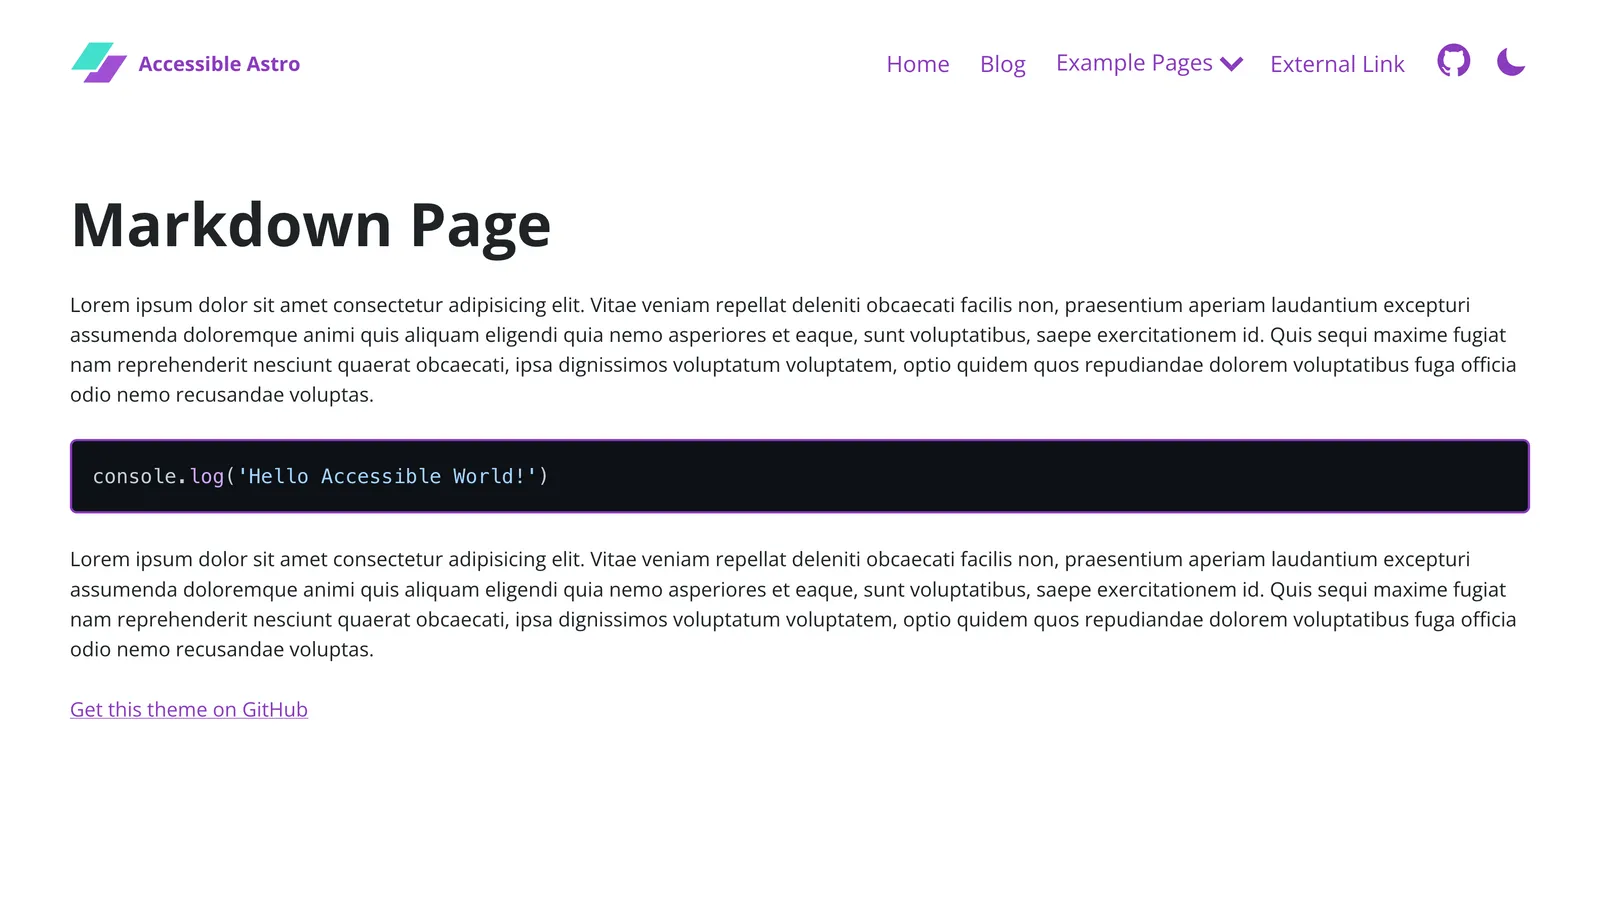 Accessible Astro
Home Blog Example Pages External Link
Markdown Page
Lorem ipsum dolor sit amet consectetur adipisicing elit. Vitae veniam repellat deleniti obcaecati facilis non, praesentium aperiam laudantium excepturi
assumenda doloremque animi quis aliquam eligendi quia nemo asperiores et eaque, sunt voluptatibus, saepe exercitationem id. Quis sequi maxime fugiat
nam reprehenderit nesciunt quaerat obcaecati, ipsa dignissimos voluptatum voluptatem, optio quidem quos repudiandae dolorem voluptatibus fuga officia
odio nemo recusandae voluptas.
console.log('Hello Accessible World!')
Lorem ipsum dolor sit amet consectetur adipisicing elit. Vitae veniam repellat deleniti obcaecati facilis non, praesentium aperiam laudantium excepturi
assumenda doloremque animi quis aliquam eligendi quia nemo asperiores et eaque, sunt voluptatibus, saepe exercitationem id. Quis sequi maxime fugiat
nam reprehenderit nesciunt quaerat obcaecati, ipsa dignissimos voluptatum voluptatem, optio quidem quos repudiandae dolorem voluptatibus fuga officia
odio nemo recusandae voluptas.
Get this theme on GitHub